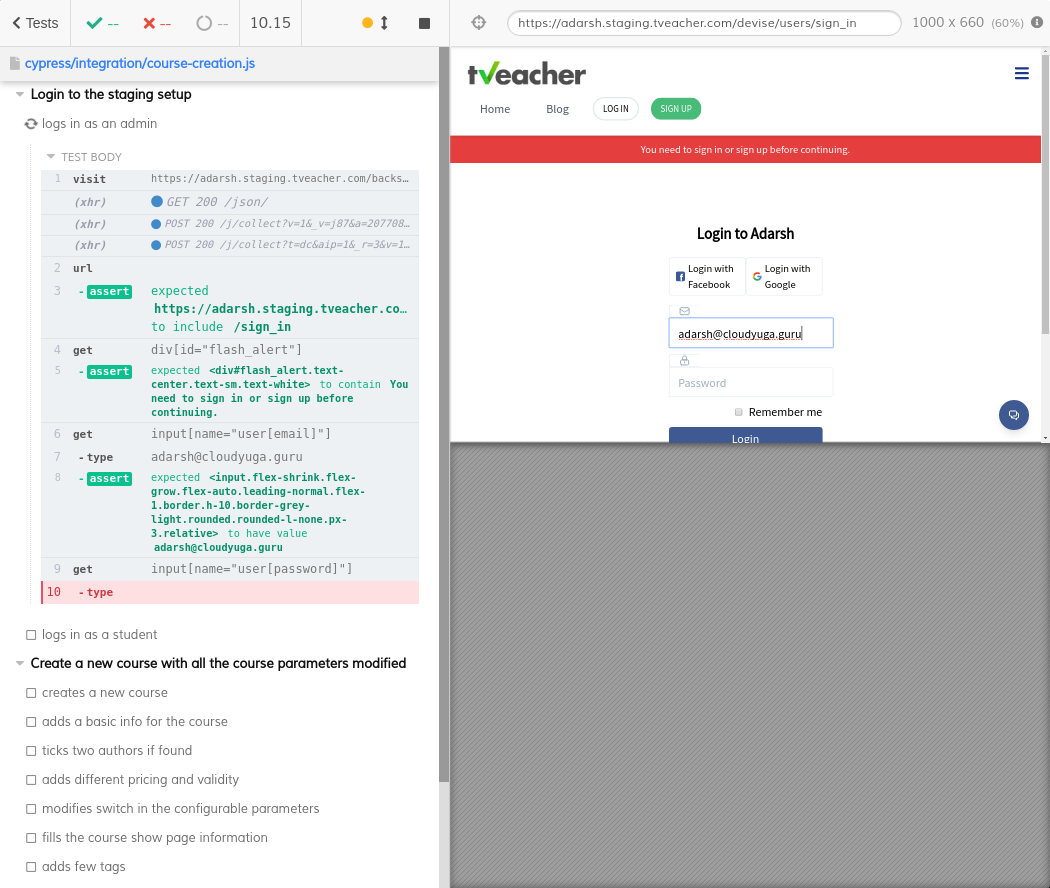 Tests
--
--
--
10.15
cypress/integration/course-creation.js
Login to the staging setup
logs in as an admin
TEST BODY
1 visit https://adarsh.staging.tveacher.com/backs…
(xhr) GET 200 /json/
(xhr) POST 200 /j/collect?v=1&_v=j87&a=207708…
(xhr) POST 200 /j/collect?t=dc&aip=1&_r=3&v=1…
2 url
3 - assert expected
https://adarsh.staging.tveacher.co…
to include /sign_in
4 get div[id="flash_alert"]
5 - assert expected <div#flash_alert.text-
center.text-sm.text-white> to contain You
need to sign in or sign up before
continuing.
6 get input[name="user[email]"]
7 - type adarsh@cloudyuga.guru
8 - assert expected <input.flex-shrink.flex-
grow.flex-auto.leading-normal.flex-
1.border.h-10.border-grey-
light.rounded.rounded-l-none.px-
3.relative> to have value
adarsh@cloudyuga.guru
9 get input[name="user[password]"]
10 - type
logs in as a student
Create a new course with all the course parameters modified
creates a new course
adds a basic info for the course
ticks two authors if found
adds different pricing and validity
modifies switch in the configurable parameters
fills the course show page information
adds few tags
https://adarsh.staging.tveacher.com/devise/users/sign_in
1000 x 660 (60%)
tveacher
Home Blog LOG IN SIGN UP
You need to sign in or sign up before continuing.
Login to Adarsh
Login with
Facebook
Login with
Google
adarsh@cloudyuga.guru
Password
Remember me
Login